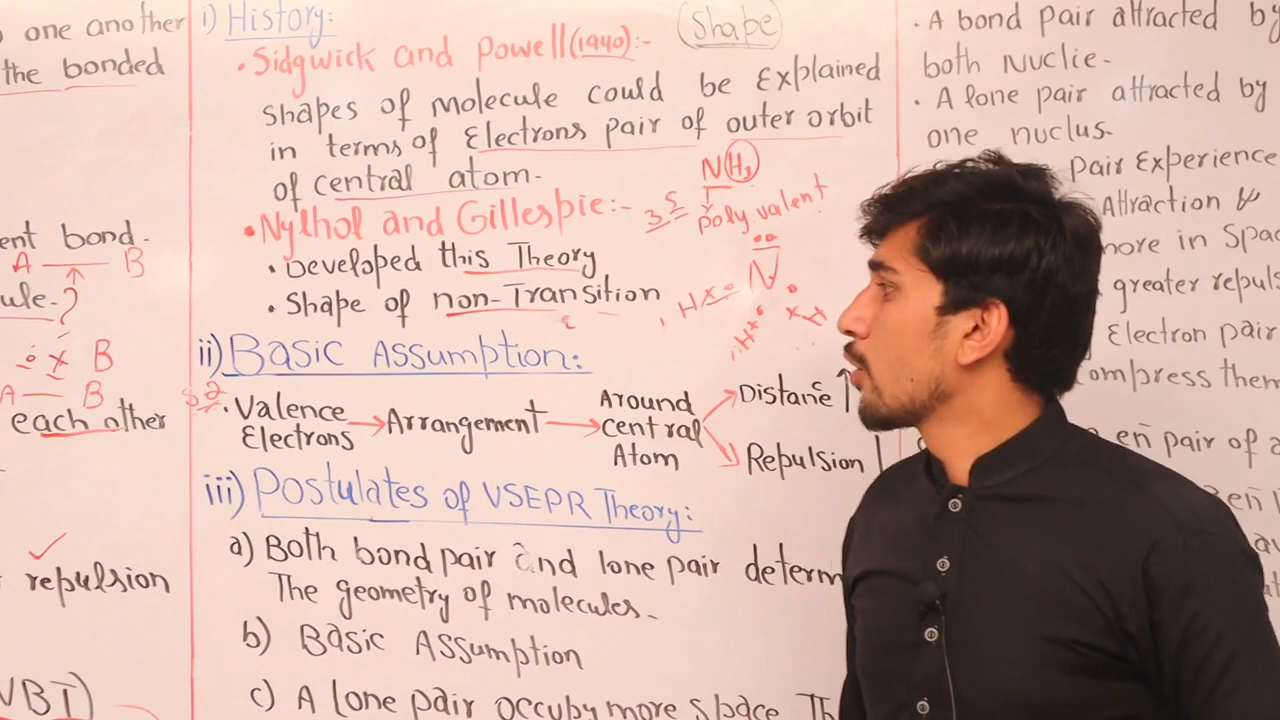 one another
the bonded
ent bond.
A — B
ule.?
B
A — B
each other
repulsion
VBT)
i) History:
(Shape)
• Sidgwick and Powell (1940):-
shapes of molecule could be Explained
in terms of Electrons pair of outer orbit
of central atom.
NH3
• Nylhol and Gillespie:-
poly valent
• Developed this Theory
• Shape of non-Transition
N
H
H
H
ii) Basic Assumption:
• Valence Electrons → Arrangement → Around central Atom
Distance ↑
Repulsion
iii) Postulates of VSEPR Theory:
a) Both bond pair and lone pair determ
The geometry of molecules.
b) Basic Assumption
c) A lone pair occupy more space Th
• A bond pair attracted by
both Nuclie.
• A lone pair attracted by
one nuclus.
pair Experience
Attraction
more in Spac
greater repuls
Electron pair
ompress them
en pair of a